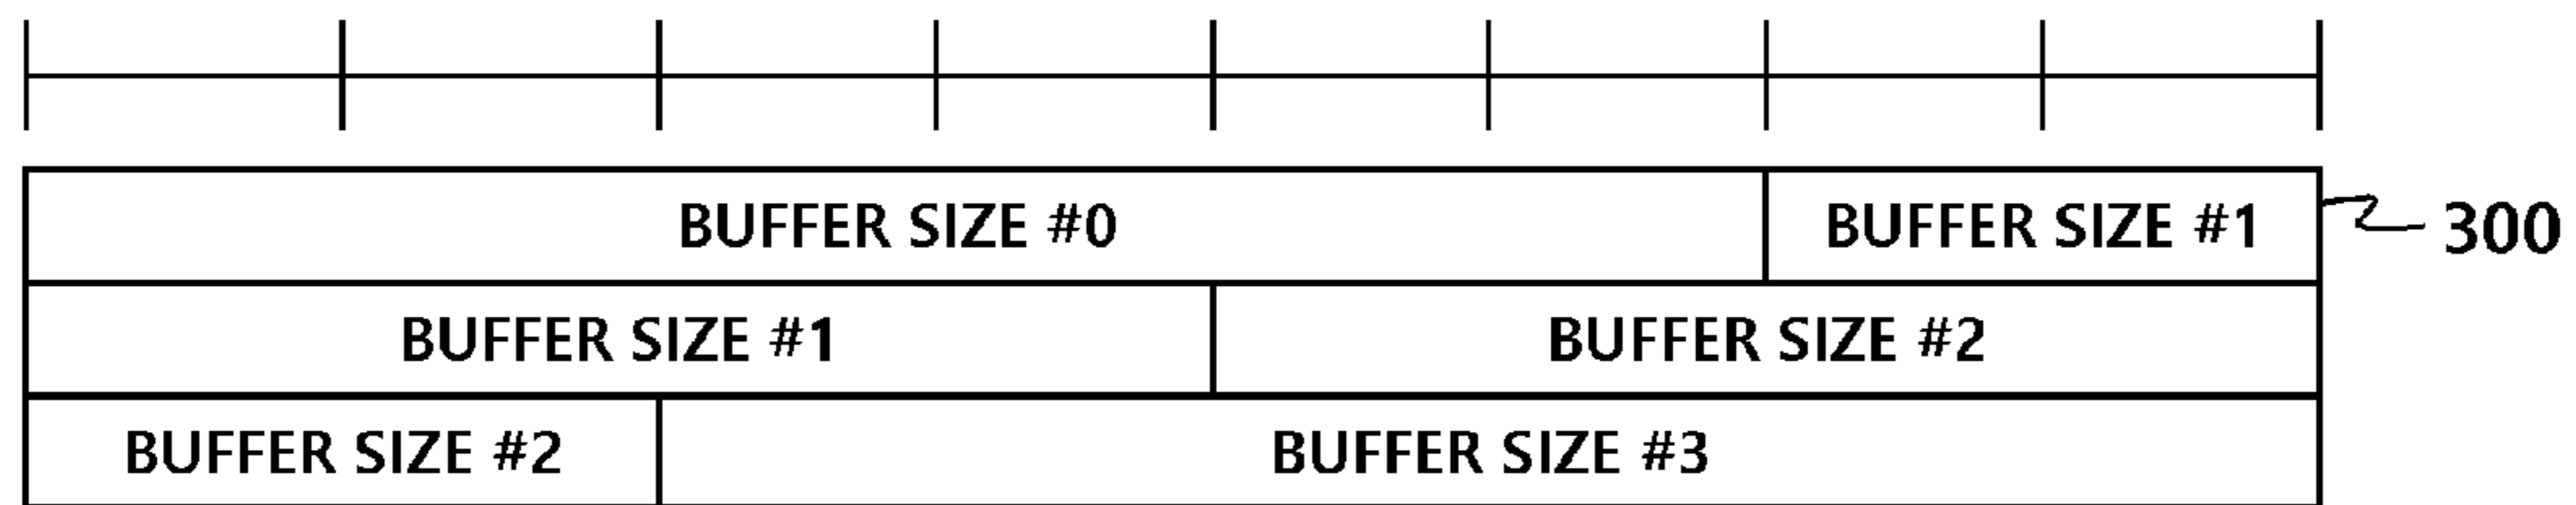 BUFFER SIZE #0 BUFFER SIZE #1 300
BUFFER SIZE #1 BUFFER SIZE #2
BUFFER SIZE #2 BUFFER SIZE #3